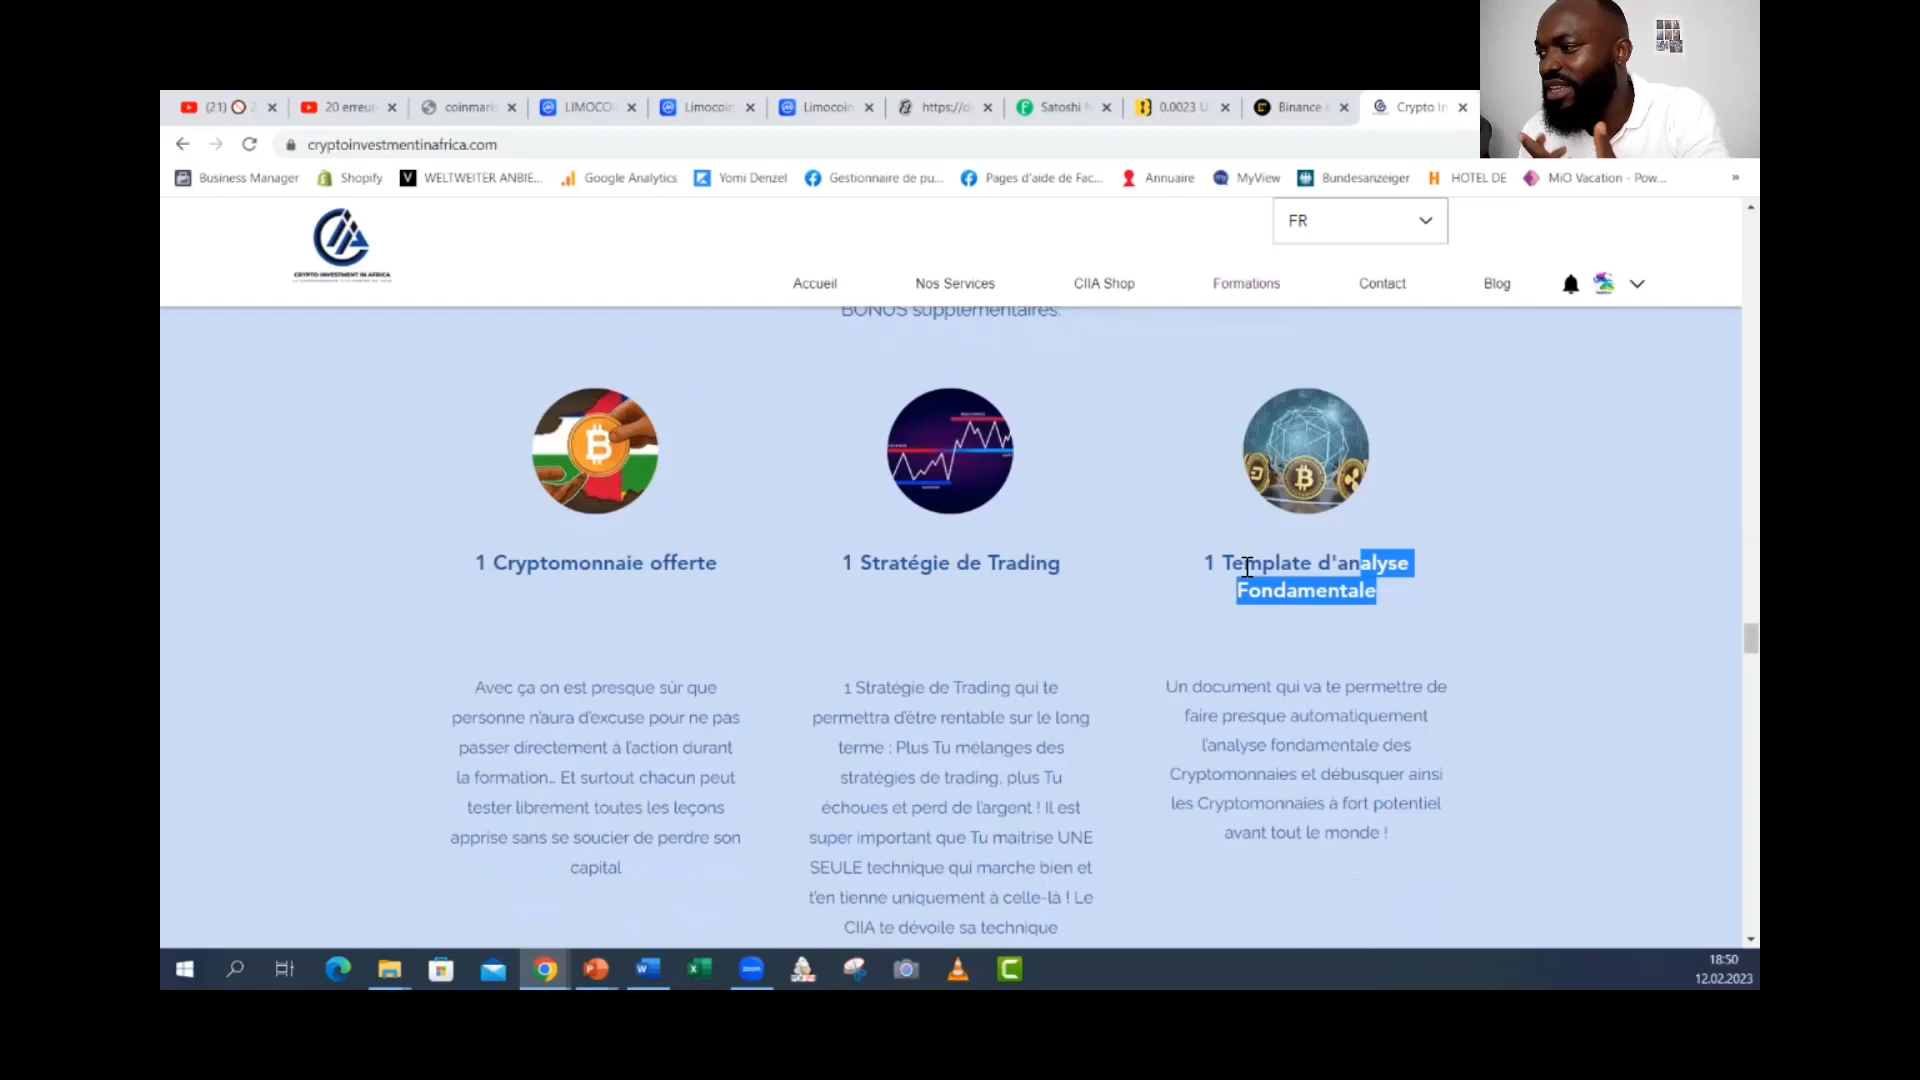 (21)
20 erreur
coinmark
LIMOCO
Limocoin
Limocoin
https://c
Satoshi
0.0023 U
Binance
Crypto In
cryptoinvestmentinafrica.com
Business Manager
Shopify
WELTWEITER ANBIE...
Google Analytics
Yomi Denzel
Gestionnaire de pu...
Pages d'aide de Fac...
Annuaire
MyView
Bundesanzeiger
HOTEL DE
MiO Vacation - Pow...
»
FR
CRYPTO INVESTMENT IN AFRICA
Accueil
Nos Services
CIIA Shop
Formations
Contact
Blog
BONUS supplémentaires:
1 Cryptomonnaie offerte
Avec ça on est presque sûr que
personne n'aura d'excuse pour ne pas
passer directement à l'action durant
la formation... Et surtout chacun peut
tester librement toutes les leçons
apprise sans se soucier de perdre son
capital
1 Stratégie de Trading
1 Stratégie de Trading qui te
permettra d'être rentable sur le long
terme : Plus Tu mélanges des
stratégies de trading, plus Tu
échoues et perd de l'argent ! Il est
super important que Tu maitrise UNE
SEULE technique qui marche bien et
t'en tienne uniquement à celle-là ! Le
CIIA te dévoile sa technique
1 Template d'analyse
Fondamentale
Un document qui va te permettre de
faire presque automatiquement
l'analyse fondamentale des
Cryptomonnaies et débusquer ainsi
les Cryptomonnaies à fort potentiel
avant tout le monde !
zoom
18:50
12.02.2023